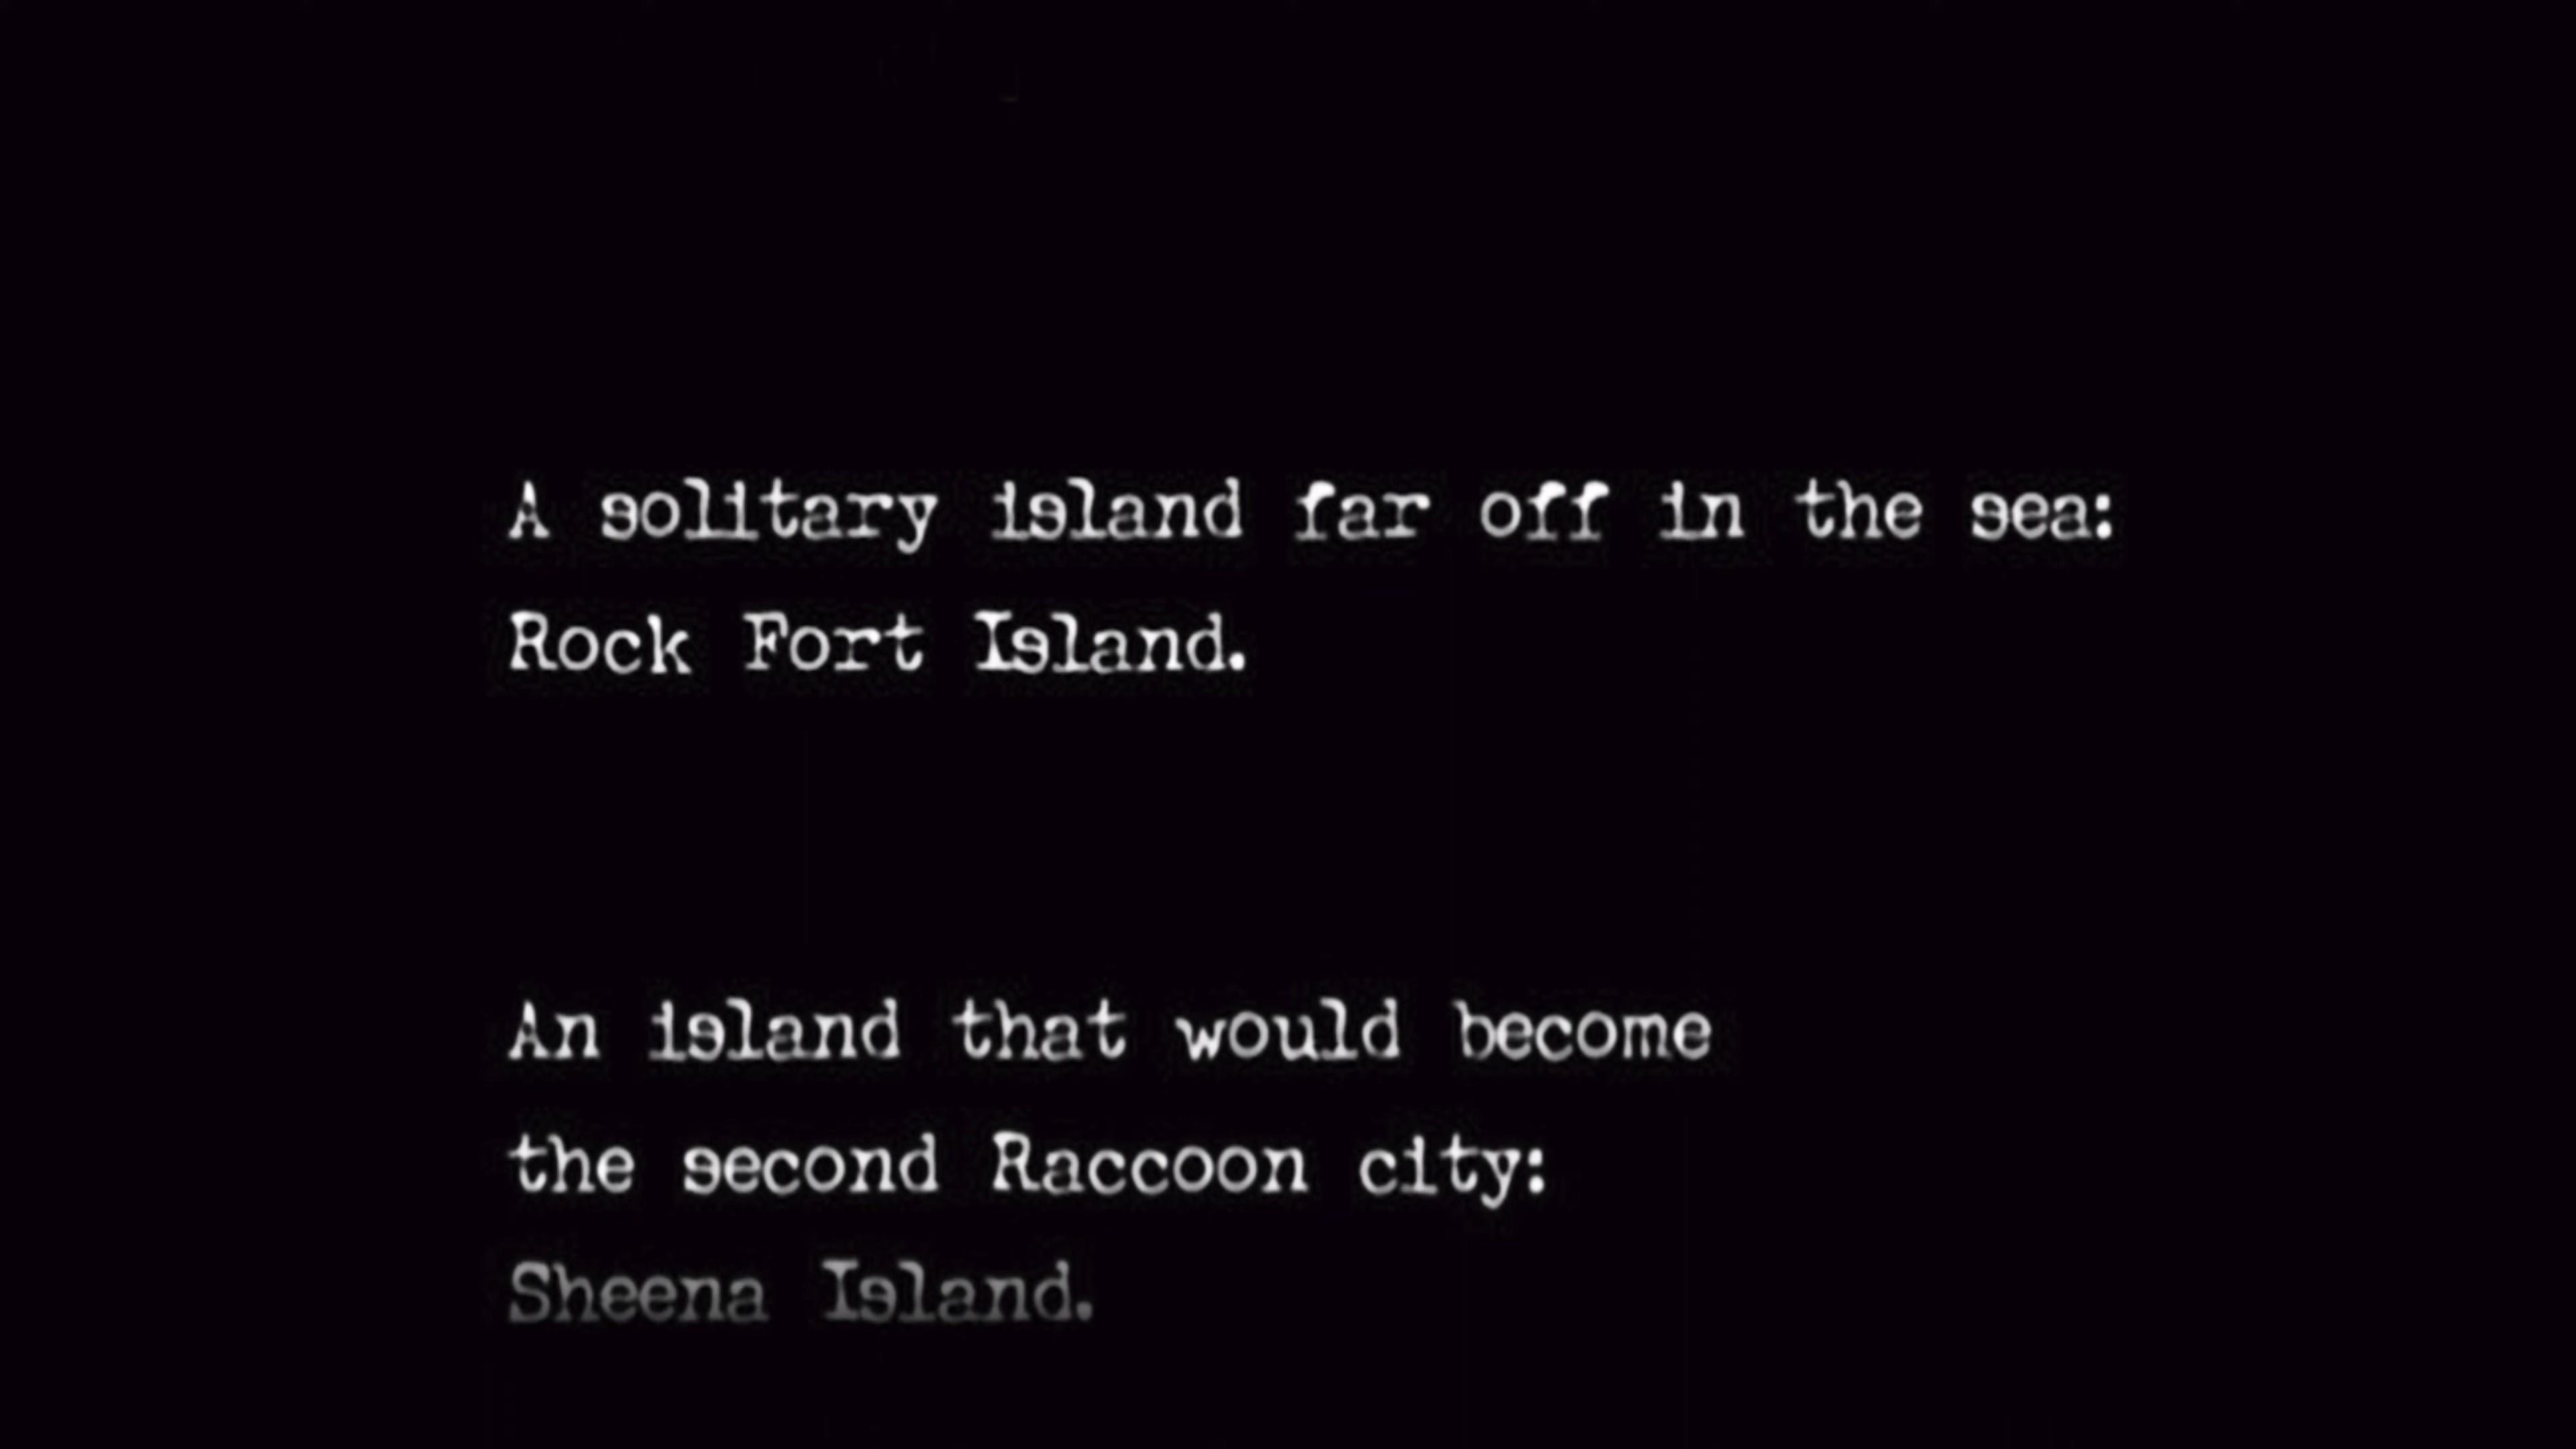 A solitary island far off in the sea:
Rock Fort Island.
An island that would become
the second Raccoon city:
Sheena Island.